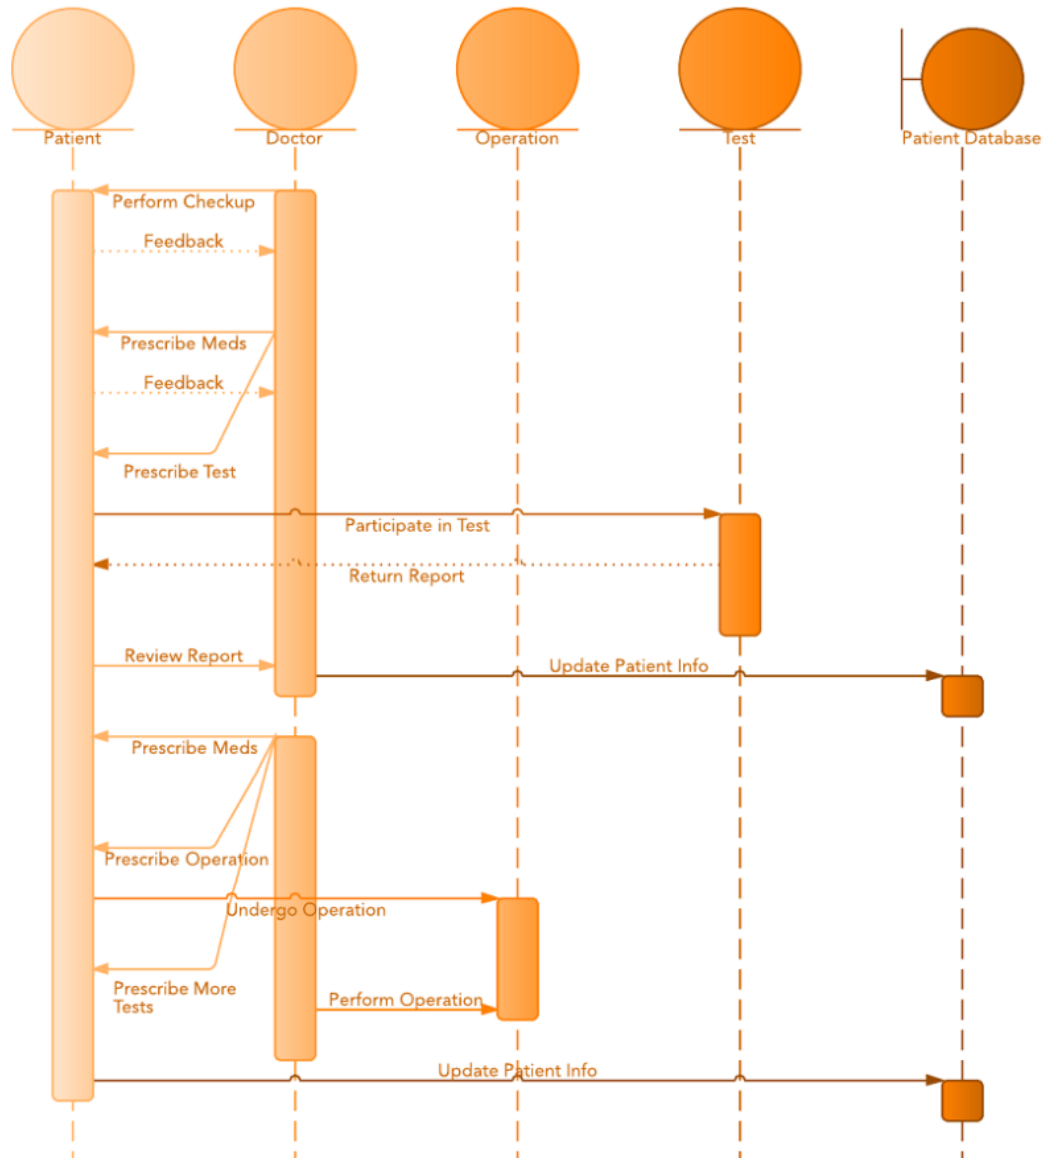 Patient
Doctor
Operation
Test
Patient Database
Perform Checkup
Feedback
Prescribe Meds
Feedback
Prescribe Test
Participate in Test
Return Report
Review Report
Update Patient Info
Prescribe Meds
Prescribe Operation
Undergo Operation
Prescribe More
Tests
Perform Operation
Update Patient Info